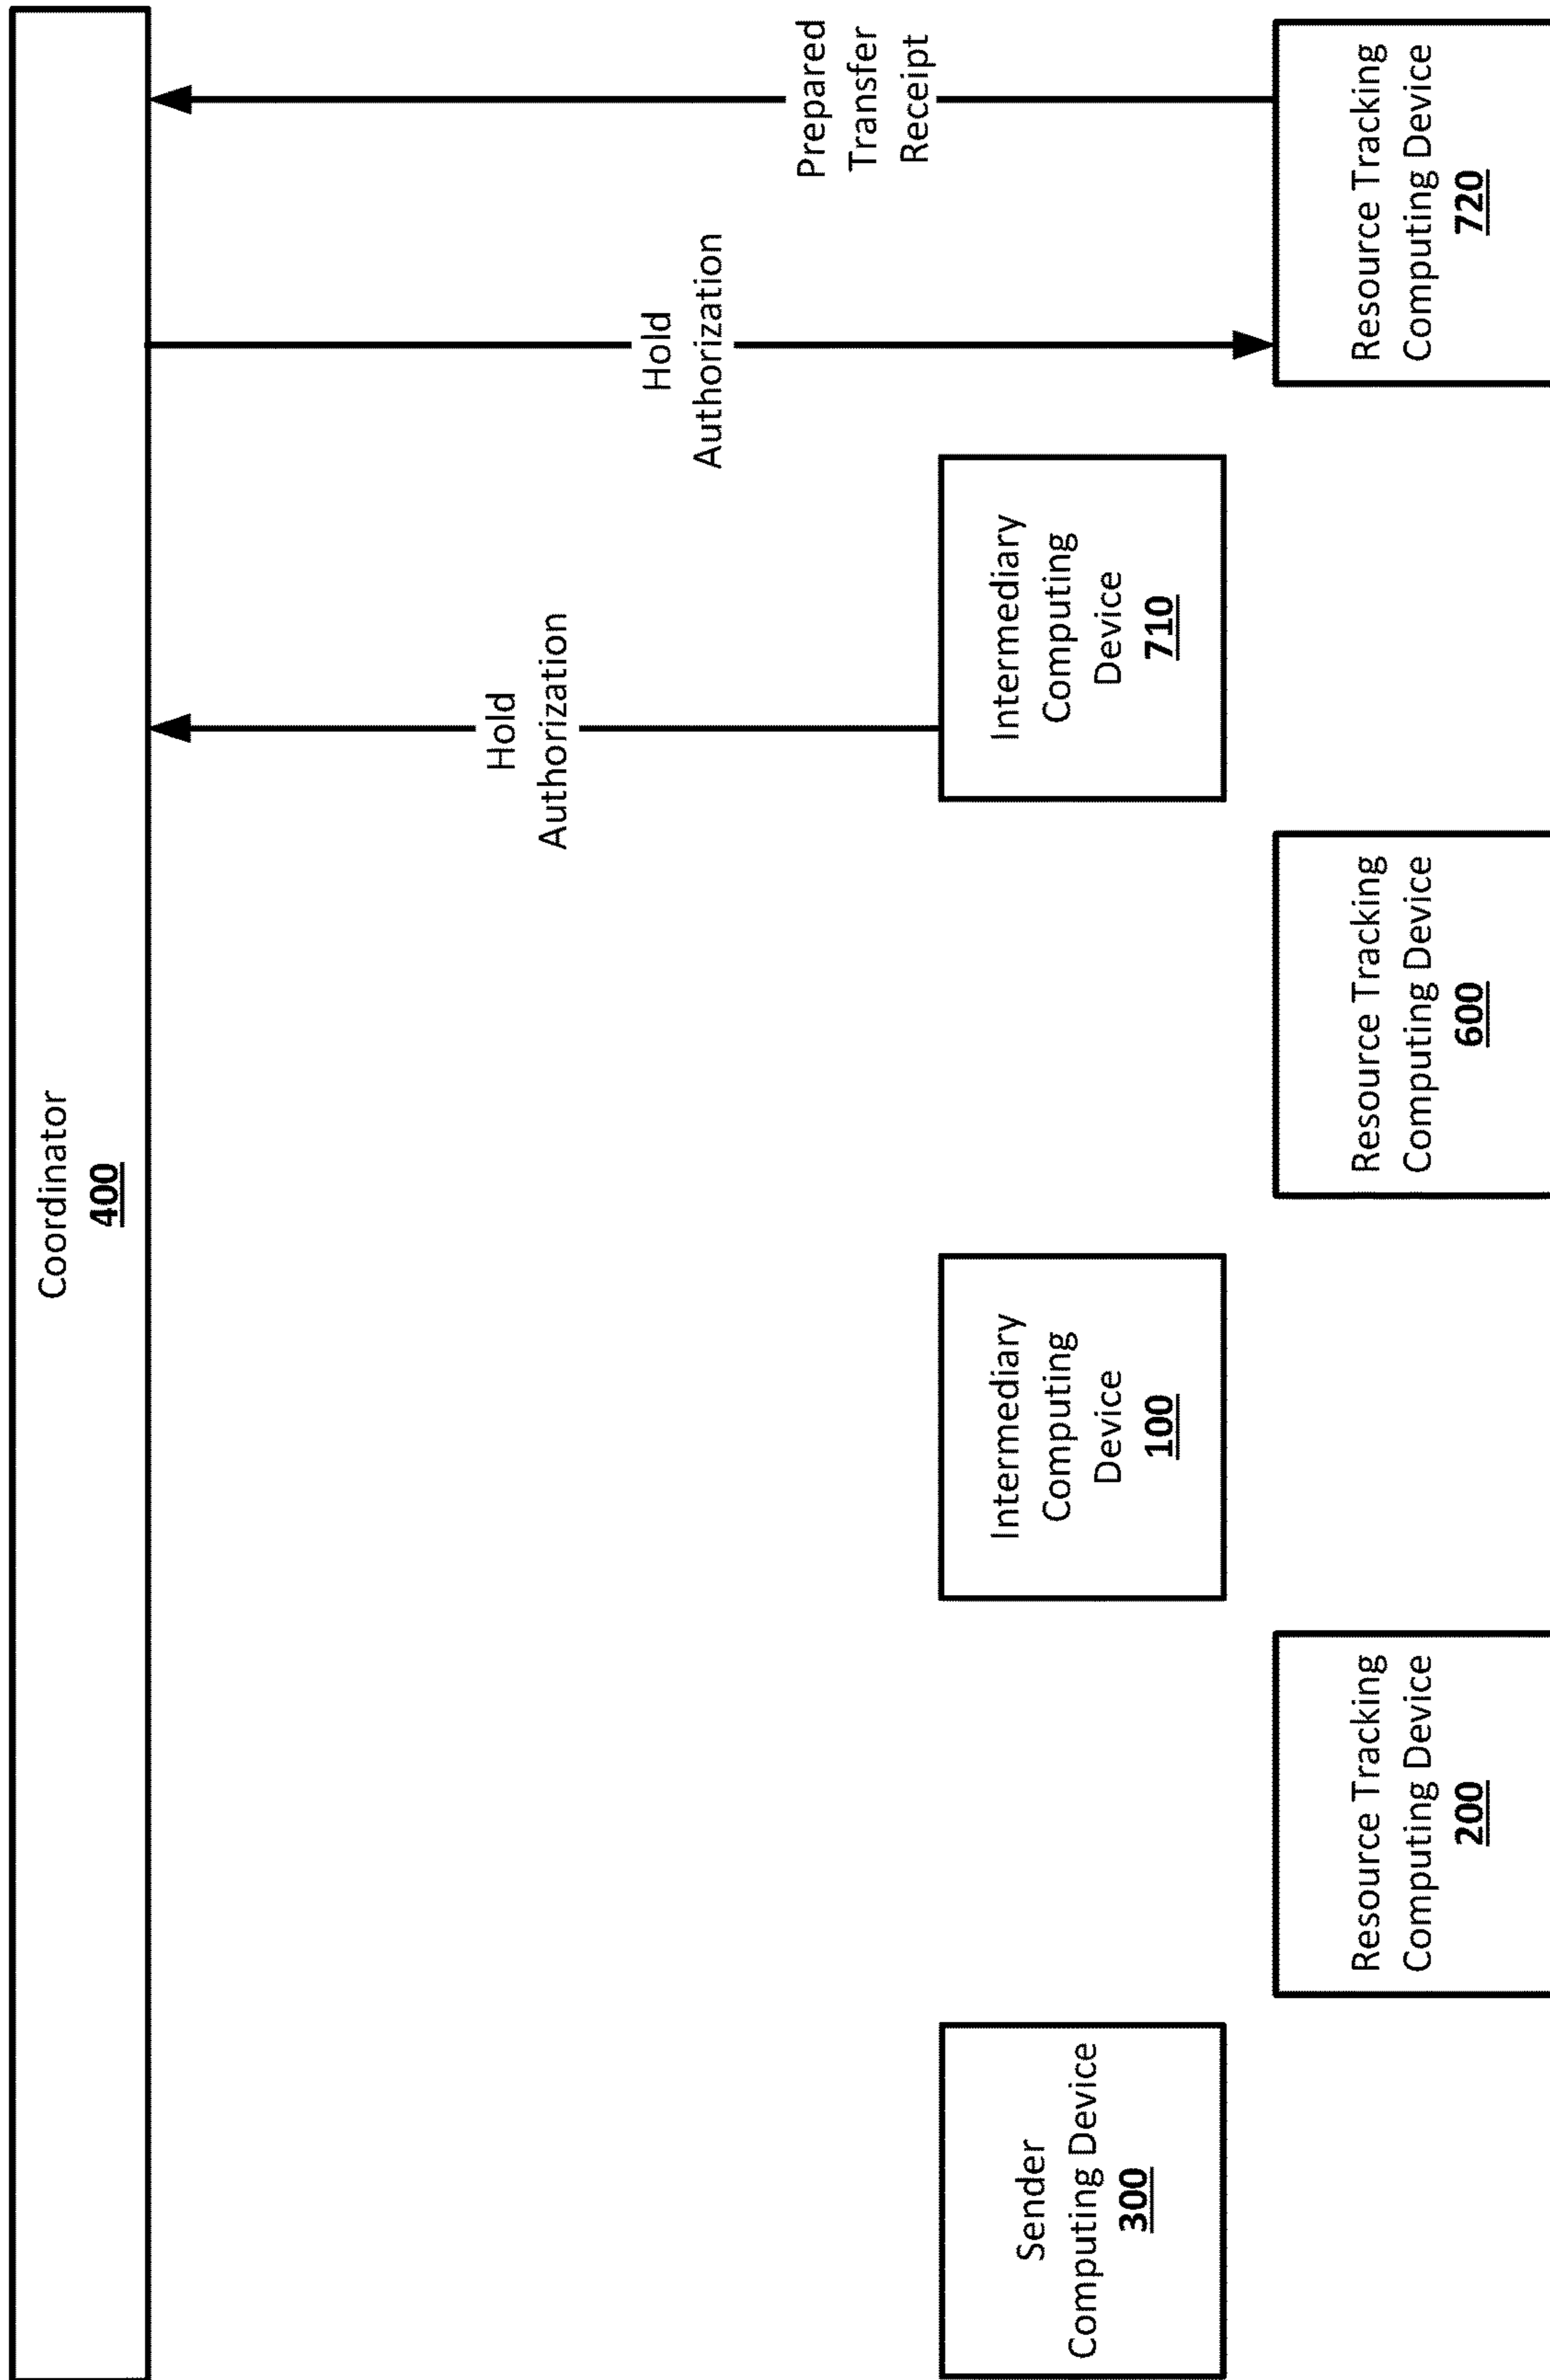 Coordinator
400
Hold
Authorization
Hold
Authorization
Prepared
Transfer
Receipt
Sender
Computing Device
300
Intermediary
Computing
Device
100
Intermediary
Computing
Device
710
Resource Tracking
Computing Device
200
Resource Tracking
Computing Device
600
Resource Tracking
Computing Device
720